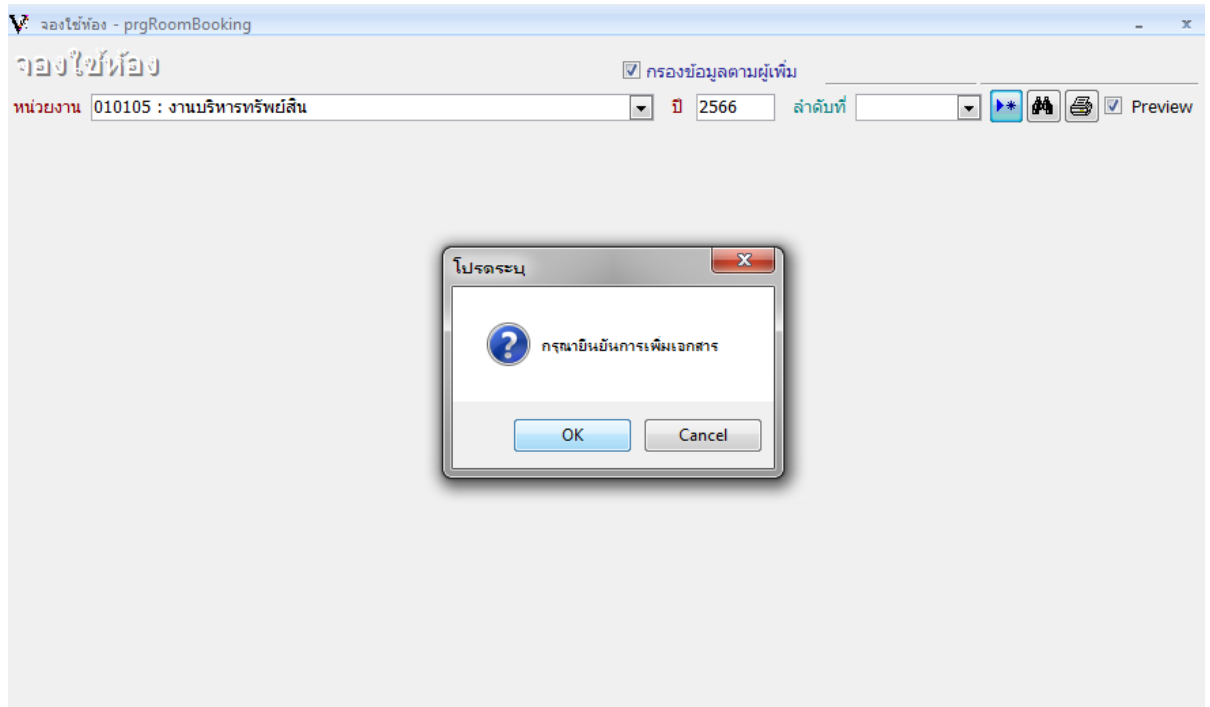 จองใช้ห้อง - prgRoomBooking
จองใช้ห้อง
กรองข้อมูลตามผู้เพิ่ม
หน่วยงาน 010105 : งานบริหารทรัพย์สิน ปี 2566 ลำดับที่ Preview
โปรดระบุ
กรุณายืนยันการเพิ่มเอกสาร
OK Cancel